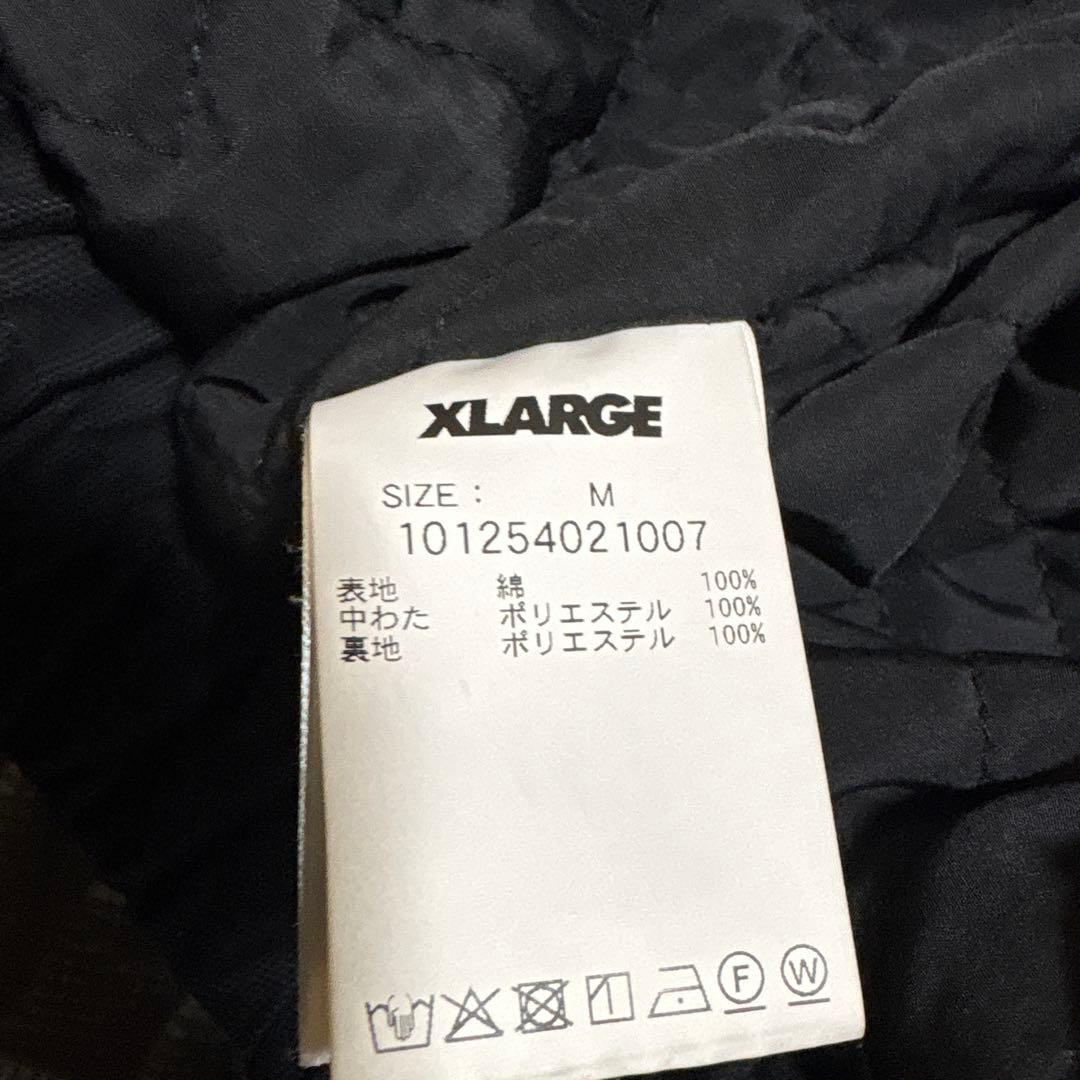 XLARGE
SIZE : M
101254021007
表地 綿 100%
中わた ポリエステル 100%
裏地 ポリエステル 100%
F W